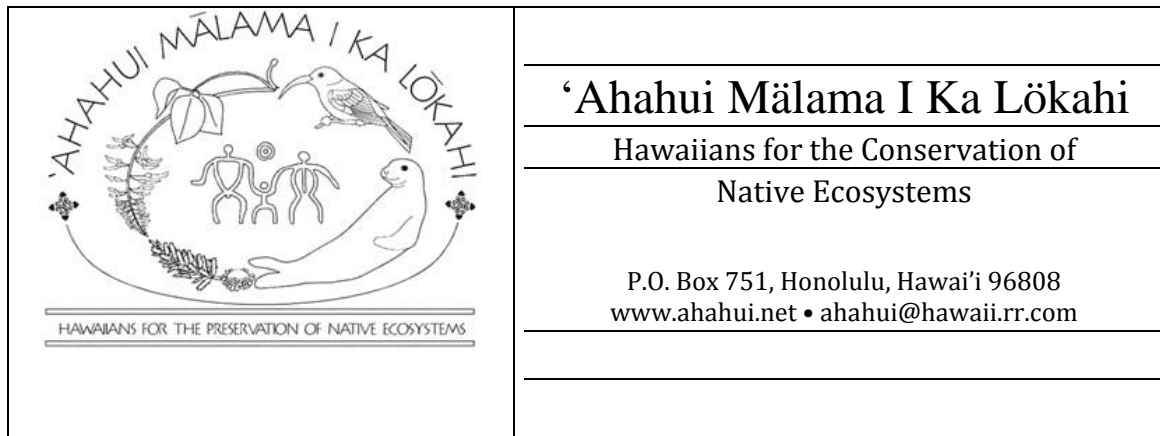 'AHAHUI MĀLAMA I KA LŌKAHI
HAWAIIANS FOR THE PRESERVATION OF NATIVE ECOSYSTEMS
‘Ahahui Mälama I Ka Lökahi
Hawaiians for the Conservation of
Native Ecosystems
P.O. Box 751, Honolulu, Hawai’i 96808
www.ahahui.net • ahahui@hawaii.rr.com